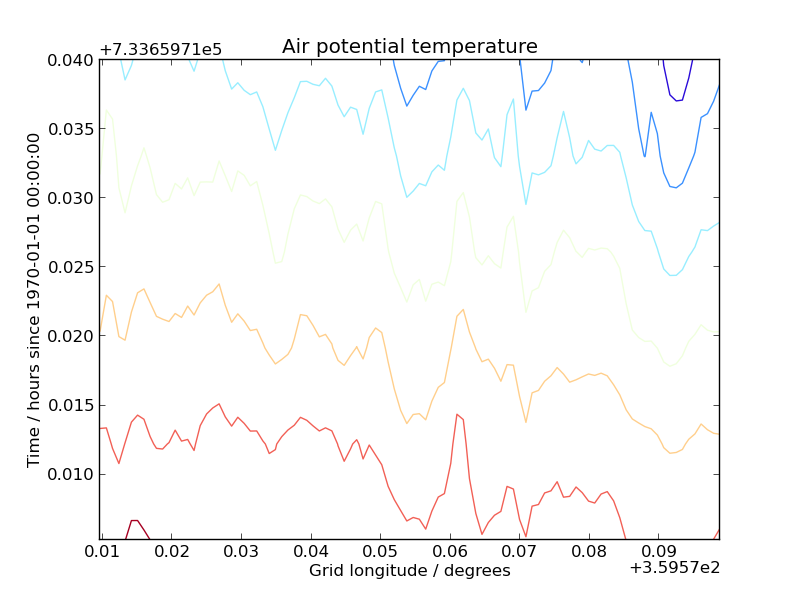 +7.3365971e5
Air potential temperature
0.040
0.035
0.030
0.025
0.020
0.015
0.010
Time / hours since 1970-01-01 00:00:00
0.01 0.02 0.03 0.04 0.05 0.06 0.07 0.08 0.09
Grid longitude / degrees
+3.5957e2